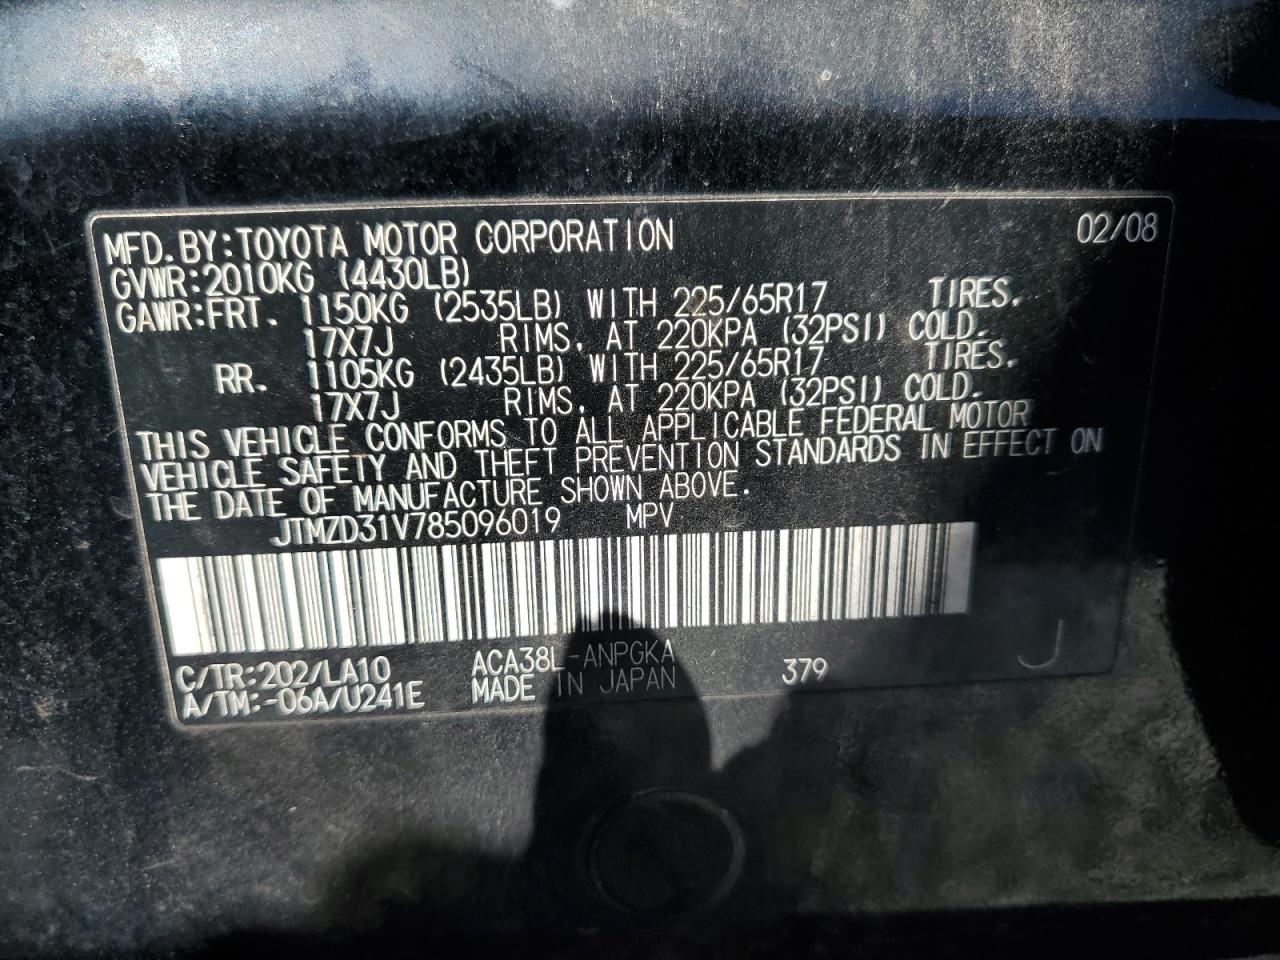 MFD.BY:TOYOTA MOTOR CORPORATION 02/08
GVWR:2010KG (4430LB)
GAWR:FRT. 1150KG (2535LB) WITH 225/65R17 TIRES,
17X7J RIMS, AT 220KPA (32PSI) COLD.
RR. 1105KG (2435LB) WITH 225/65R17 TIRES.
17X7J RIMS, AT 220KPA (32PSI) COLD.
THIS VEHICLE CONFORMS TO ALL APPLICABLE FEDERAL MOTOR
VEHICLE SAFETY AND THEFT PREVENTION STANDARDS IN EFFECT ON
THE DATE OF MANUFACTURE SHOWN ABOVE.
JTMZD31V785096019 MPV
C/TR:202/LA10 ACA38L-ANPGKA 379 J
A/TM:-06A/U241E MADE IN JAPAN